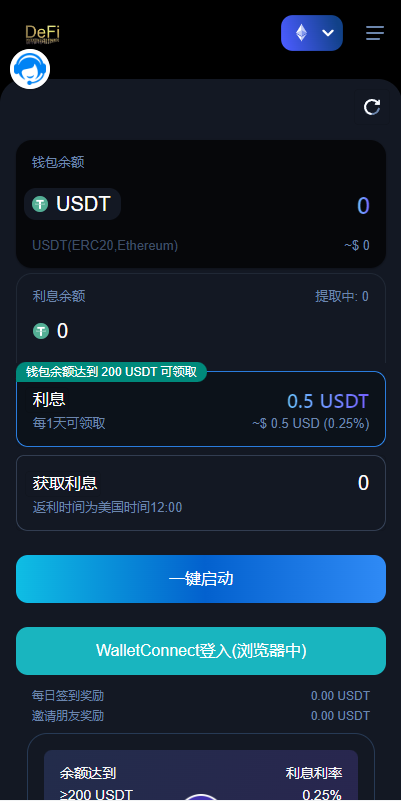 DeFi
钱包余额
USDT 0
USDT(ERC20,Ethereum) ~$ 0
利息余额 提取中: 0
0
钱包余额达到 200 USDT 可领取
利息 0.5 USDT
每1天可领取 ~$ 0.5 USD (0.25%)
获取利息 0
返利时间为美国时间12:00
一键启动
WalletConnect登入(浏览器中)
每日签到奖励 0.00 USDT
邀请朋友奖励 0.00 USDT
余额达到 利息利率
≥200 USDT 0.25%